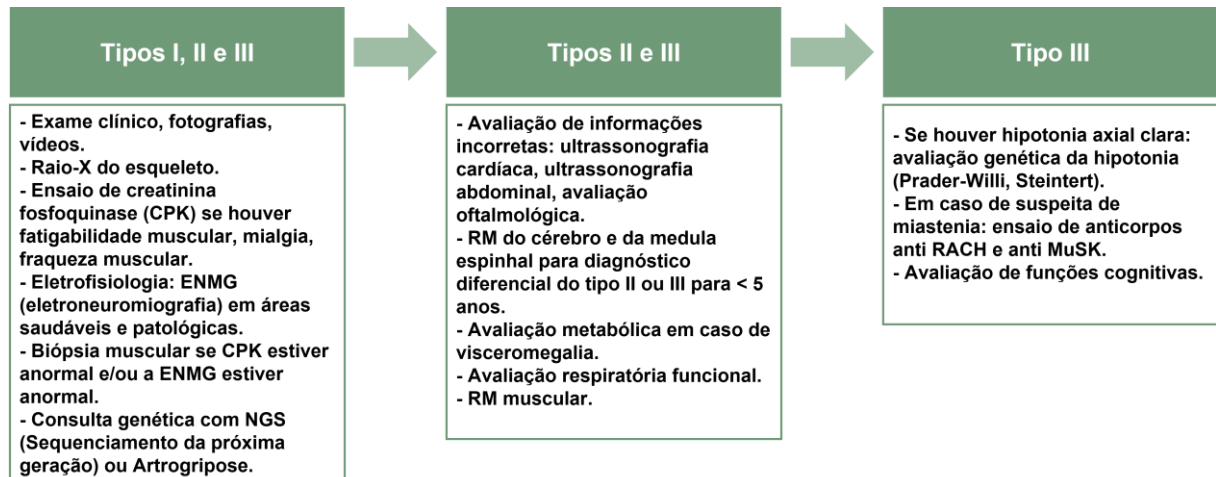 Tipos I, II e III
- Exame clínico, fotografias,
vídeos.
- Raio-X do esqueleto.
- Ensaio de creatinina
fosfoquinase (CPK) se houver
fatigabilidade muscular, mialgia,
fraqueza muscular.
- Eletrofisiologia: ENMG
(eletroneuromiografia) em áreas
saudáveis e patológicas.
- Biópsia muscular se CPK estiver
anormal e/ou a ENMG estiver
anormal.
- Consulta genética com NGS
(Sequenciamento da próxima
geração) ou Artrogripose.
Tipos II e III
- Avaliação de informações
incorretas: ultrassonografia
cardíaca, ultrassonografia
abdominal, avaliação
oftalmológica.
- RM do cérebro e da medula
espinhal para diagnóstico
diferencial do tipo II ou III para < 5
anos.
- Avaliação metabólica em caso de
visceromegalia.
- Avaliação respiratória funcional.
- RM muscular.
Tipo III
- Se houver hipotonia axial clara:
avaliação genética da hipotonia
(Prader-Willi, Steintert).
- Em caso de suspeita de
miastenia: ensaio de anticorpos
anti RACH e anti MuSK.
- Avaliação de funções cognitivas.